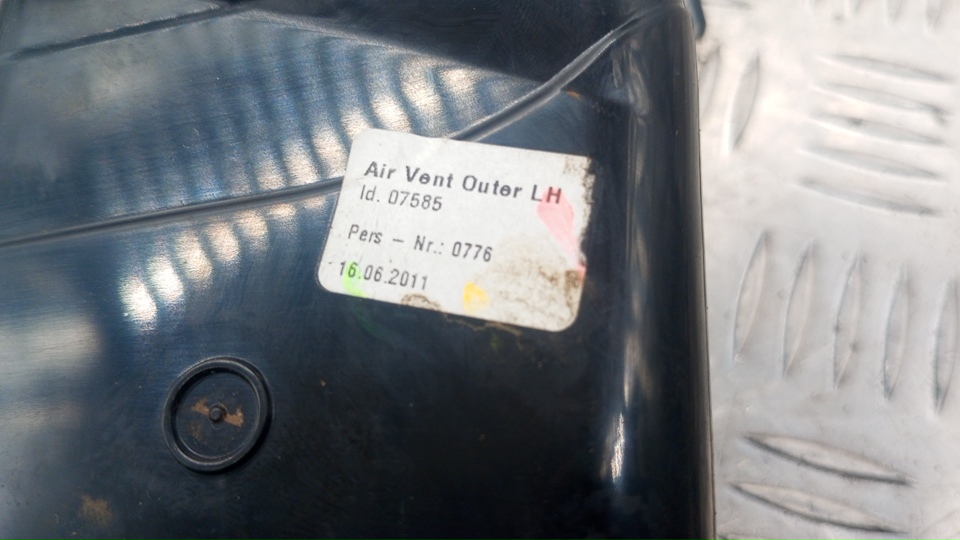 Air Vent Outer LH
Id. 07585
Pers - Nr.: 0776
16.06.2011